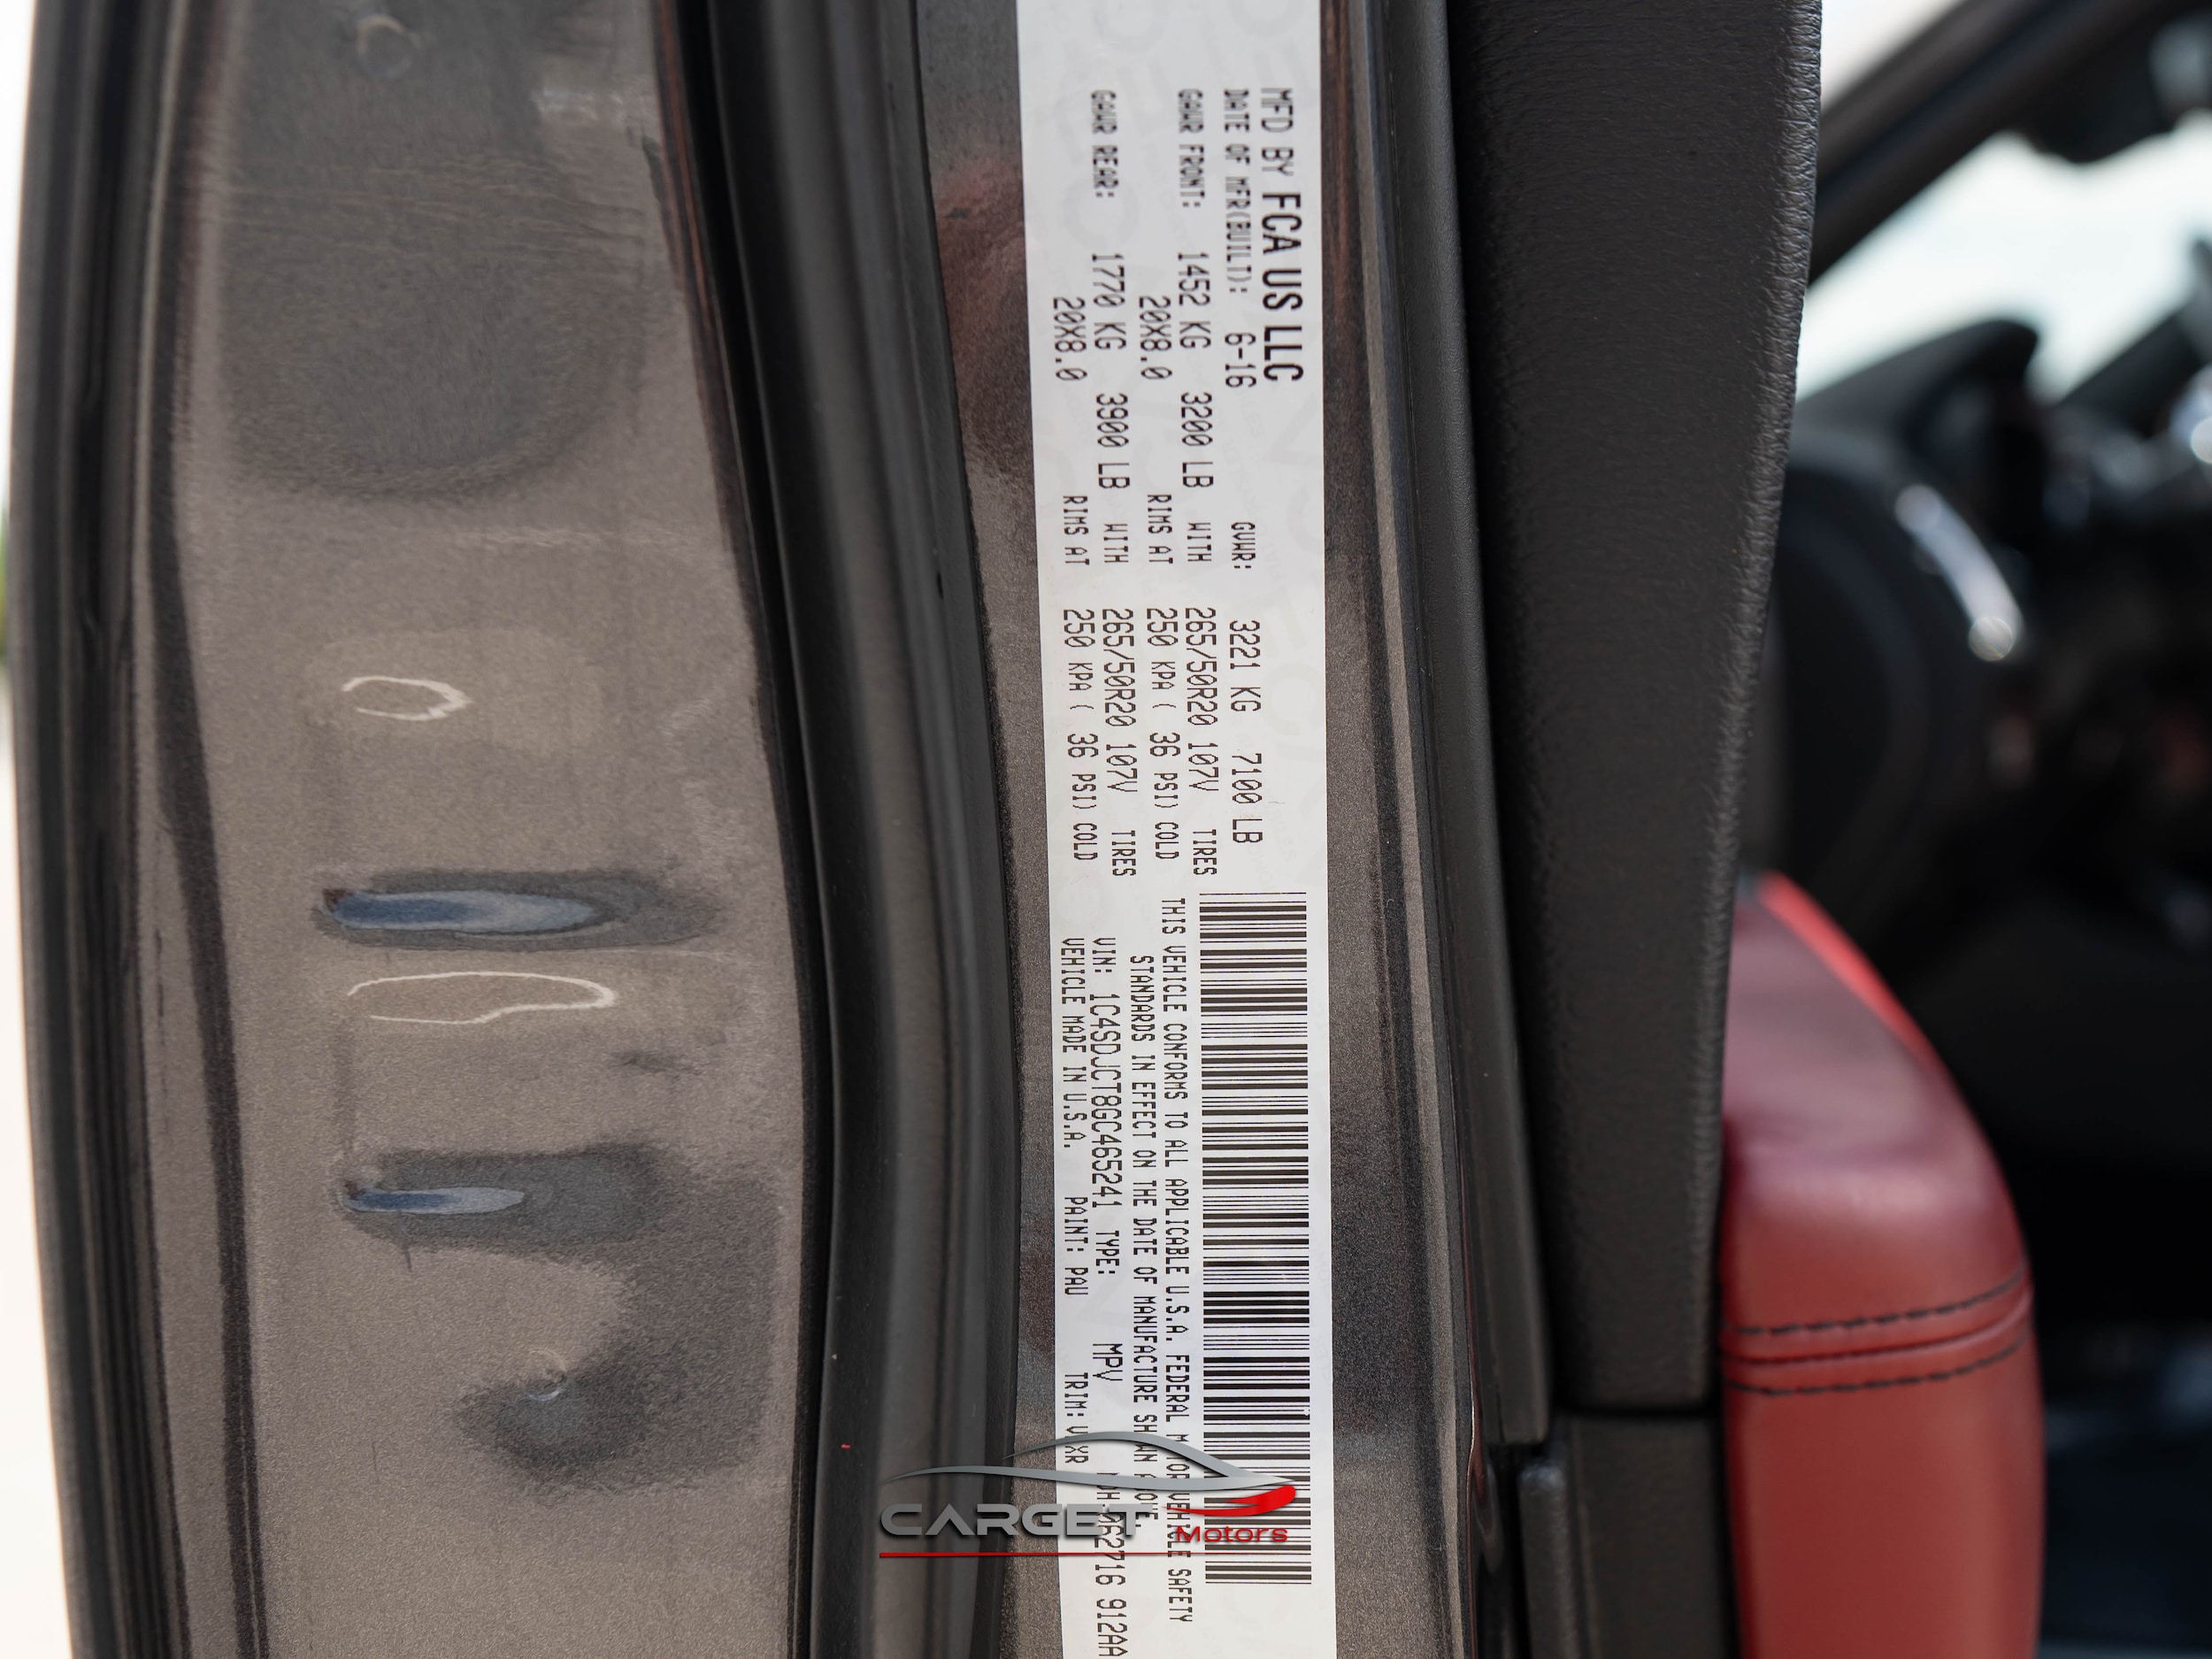 MFD BY FCA US LLC
DATE OF MFR(BUILT): 6-16 GVWR: 3221 KG 7100 LB
GAWR FRONT: 1452 KG 3200 LB WITH 265/50R20 107V TIRES
20X8.0 RIMS AT 250 KPA ( 36 PSI) COLD
GAWR REAR: 1770 KG 3900 LB WITH 265/50R20 107V TIRES
20X8.0 RIMS AT 250 KPA ( 36 PSI) COLD
THIS VEHICLE CONFORMS TO ALL APPLICABLE U.S.A. FEDERAL MOTOR VEHICLE SAFETY
STANDARDS IN EFFECT ON THE DATE OF MANUFACTURE SHOWN ABOVE.
VIN: 1C4SDJCT8GC465241 TYPE: MPV MDH: 062716 912AA
VEHICLE MADE IN U.S.A. PAINT: PAU TRIM:
CARGET Motors